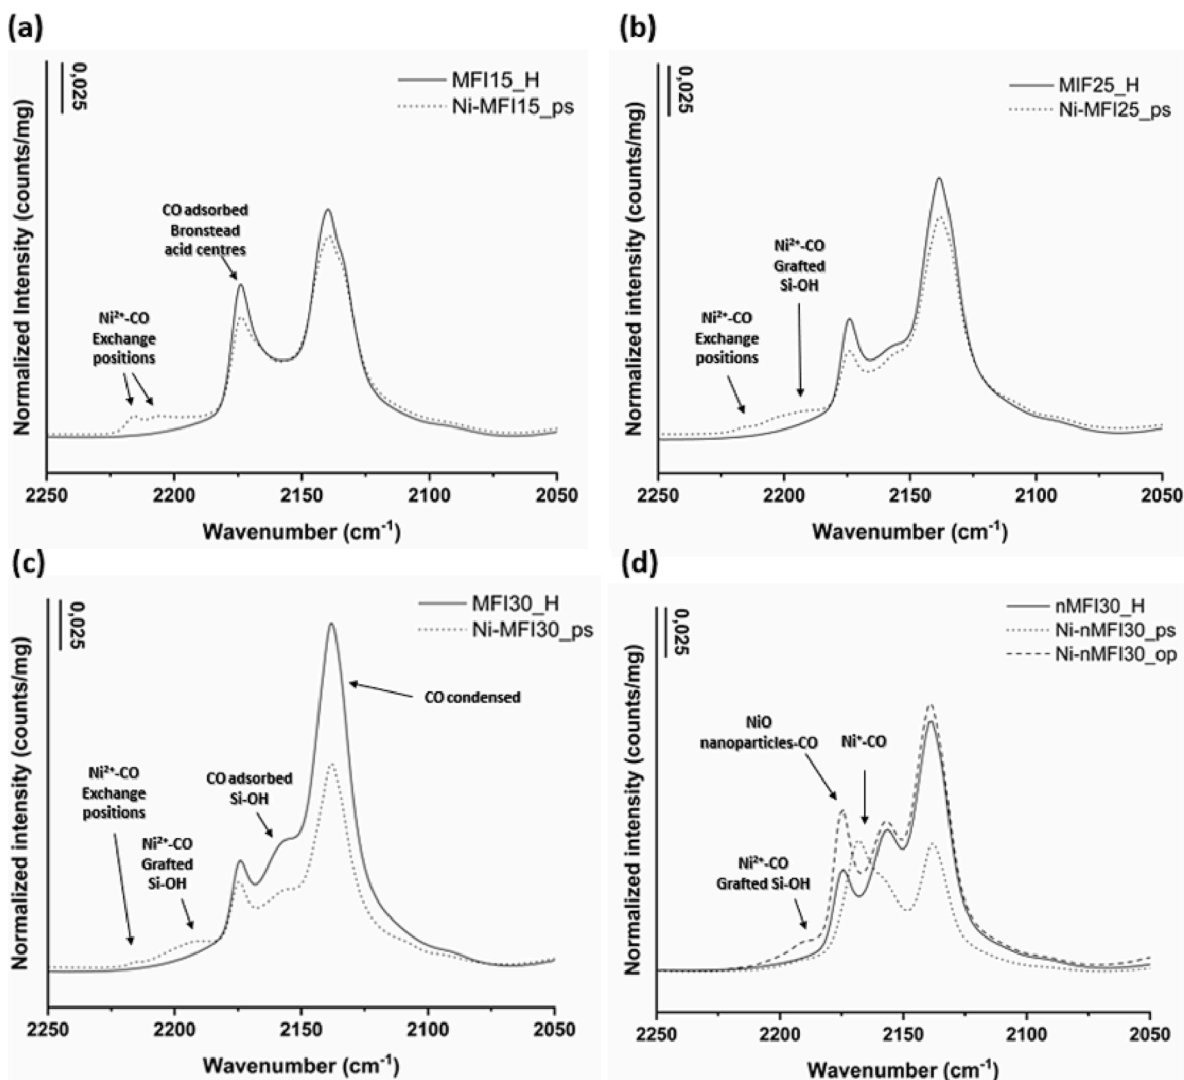 (a)
0,025
MFI15_H
Ni-MFI15_ps
CO adsorbed
Bronstead
acid centres
Ni²⁺-CO
Exchange
positions
Normalized Intensity (counts/mg)
2250
2200
2150
2100
2050
Wavenumber (cm⁻¹)
(b)
0,025
MIF25_H
Ni-MFI25_ps
Ni²⁺-CO
Grafted
Si-OH
Ni²⁺-CO
Exchange
positions
Normalized intensity (counts/mg)
2250
2200
2150
2100
2050
Wavenumber (cm⁻¹)
(c)
0,025
MFI30_H
Ni-MFI30_ps
CO condensed
CO adsorbed
Si-OH
Ni²⁺-CO
Exchange
positions
Ni²⁺-CO
Grafted
Si-OH
Normalized intensity (counts/mg)
2250
2200
2150
2100
2050
Wavenumber (cm⁻¹)
(d)
0,025
nMFI30_H
Ni-nMFI30_ps
Ni-nMFI30_op
NiO
nanoparticles-CO
Ni⁺-CO
Ni²⁺-CO
Grafted Si-OH
Normalized intensity (counts/mg)
2250
2200
2150
2100
2050
Wavenumber (cm⁻¹)